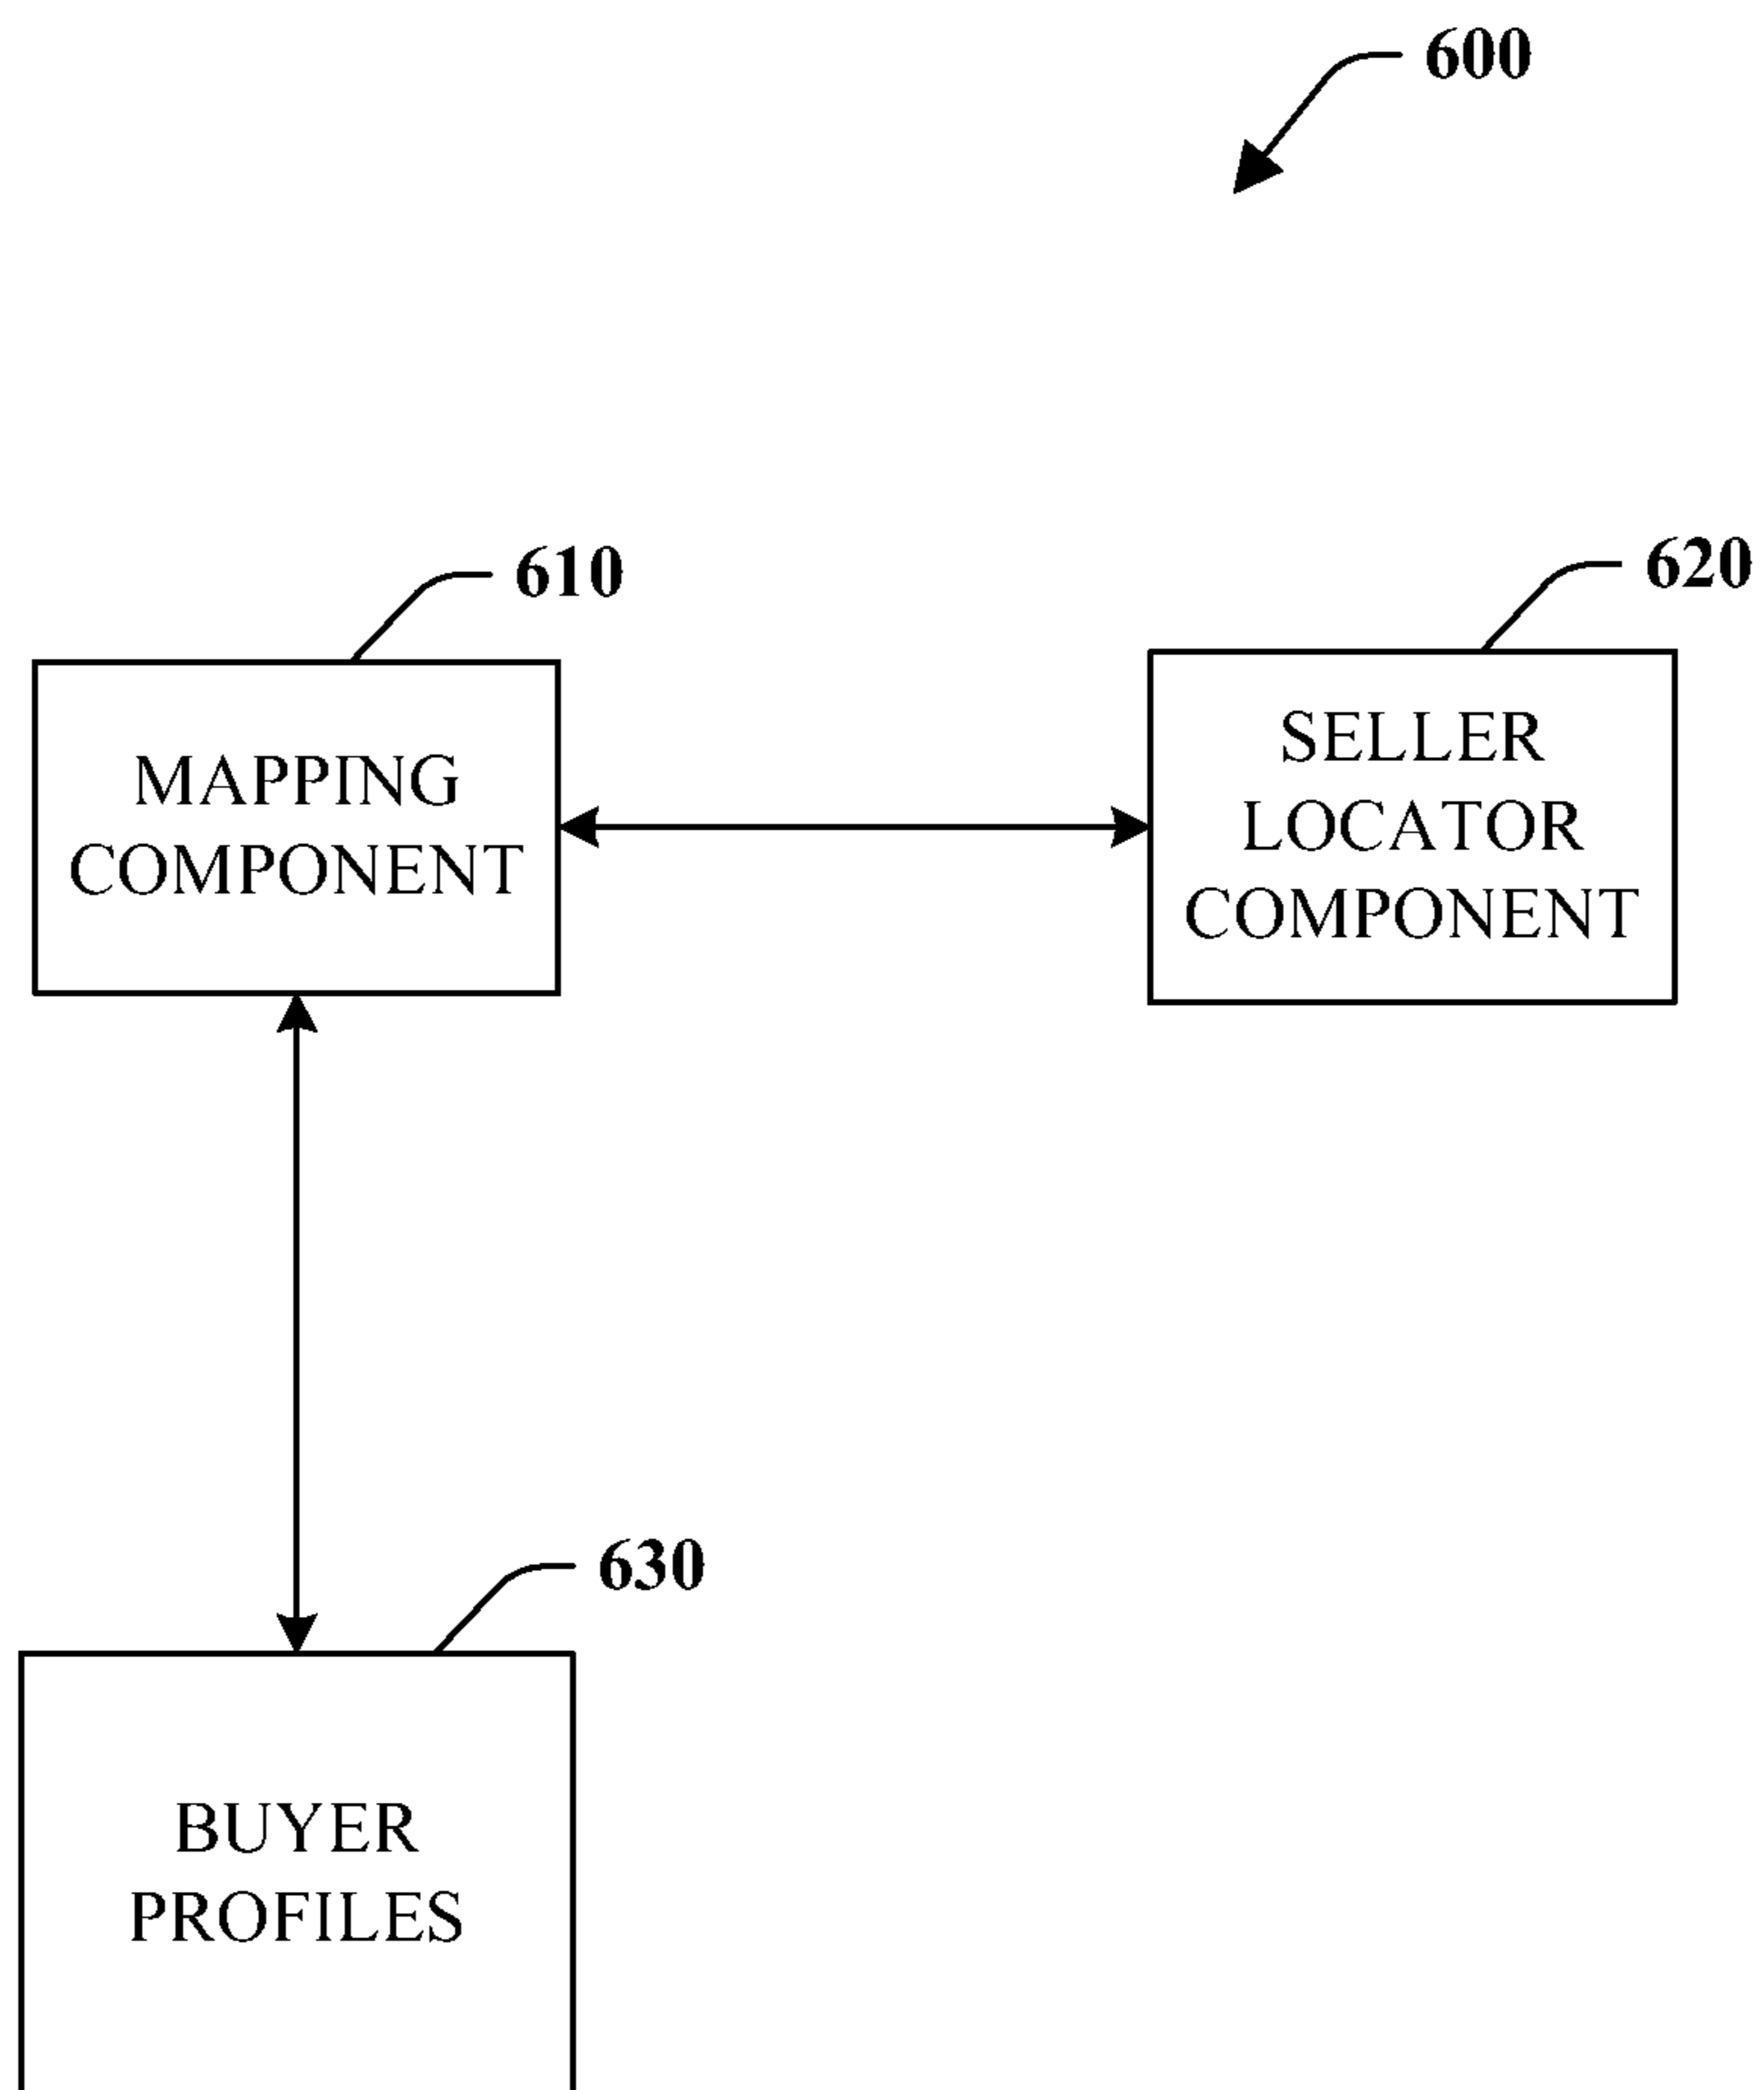 600
610
620
MAPPING
COMPONENT
SELLER
LOCATOR
COMPONENT
630
BUYER
PROFILES